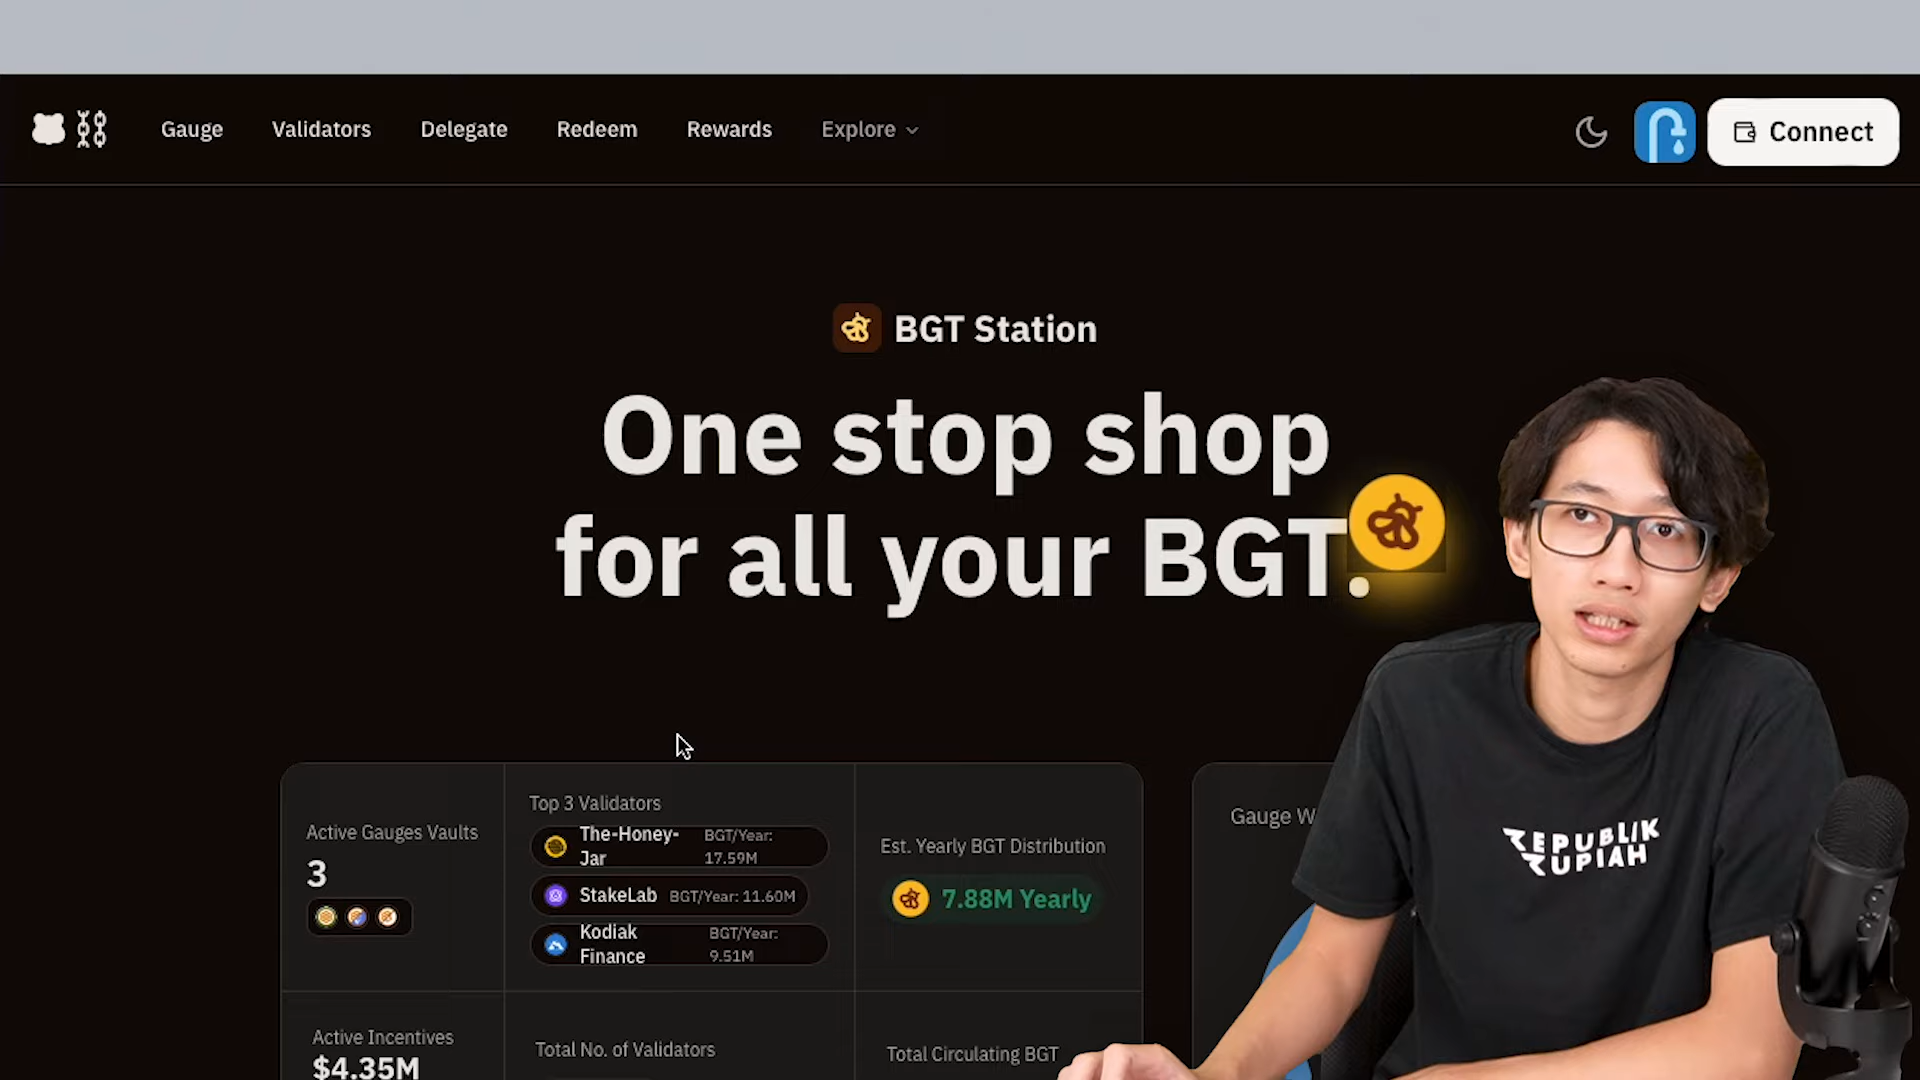 Gauge Validators Delegate Redeem Rewards Explore Connect
BGT Station
One stop shop
for all your BGT.
Active Gauges Vaults
3
Top 3 Validators
The-Honey-
Jar
BGT/Year:
17.59M
StakeLab BGT/Year: 11.60M
Kodiak
Finance
BGT/Year:
9.51M
Est. Yearly BGT Distribution
7.88M Yearly
Gauge W
Active Incentives
$4.35M
Total No. of Validators
Total Circulating BGT
REPUBLIK
RUPIAH